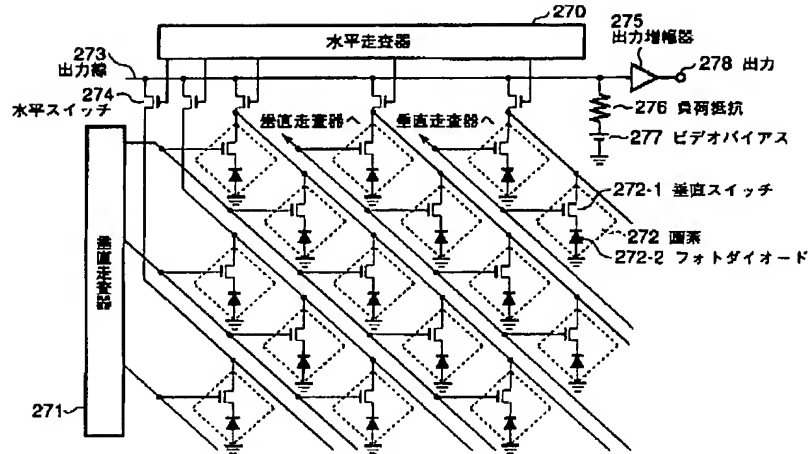 270
水平走査器
273
出力線
274
水平スイッチ
275
出力増幅器
278 出力
276 負荷抵抗
277 ビデオバイアス
垂直走査器へ
垂直走査器へ
272-1 垂直スイッチ
272 画素
272-2 フォトダイオード
垂直走査器
271